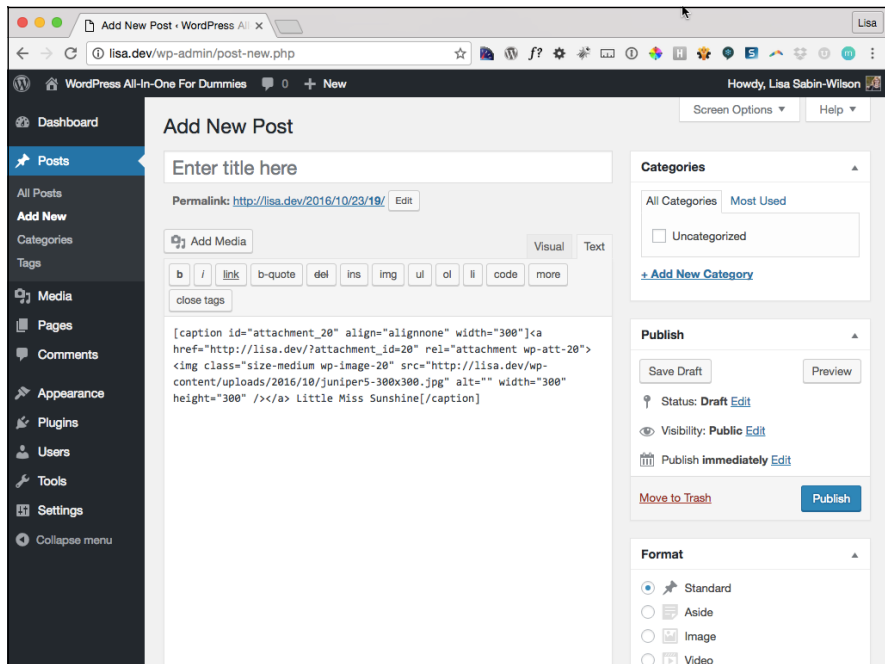 Add New Post ‹ WordPress All
Lisa
lisa.dev/wp-admin/post-new.php
f?
WordPress All-In-One For Dummies 0 + New
Howdy, Lisa Sabin-Wilson
Screen Options ▼ Help ▼
Dashboard
Posts
All Posts
Add New
Categories
Tags
Media
Pages
Comments
Appearance
Plugins
Users
Tools
Settings
Collapse menu
Add New Post
Enter title here
Permalink: http://lisa.dev/2016/10/23/19/ Edit
Add Media
Visual Text
b i link b-quote del ins img ul ol li code more
close tags
[caption id="attachment_20" align="alignnone" width="300"]<a
href="http://lisa.dev/?attachment_id=20" rel="attachment wp-att-20">
<img class="size-medium wp-image-20" src="http://lisa.dev/wp-
content/uploads/2016/10/juniper5-300x300.jpg" alt="" width="300"
height="300" /></a> Little Miss Sunshine[/caption]
Categories
All Categories Most Used
Uncategorized
+ Add New Category
Publish
Save Draft Preview
Status: Draft Edit
Visibility: Public Edit
Publish immediately Edit
Move to Trash Publish
Format
Standard
Aside
Image
Video